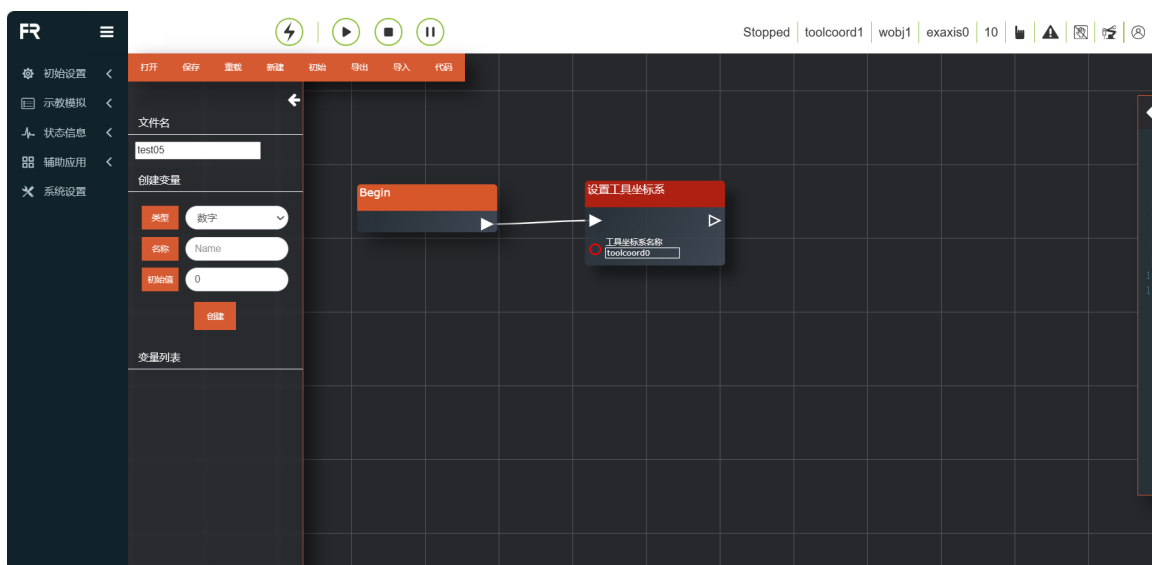 FR
Stopped toolcoord1 wobj1 exaxis0 10
打开 保存 重载 新建 初始 导出 导入 代码
初始设置
示教模拟
状态信息
辅助应用
系统设置
文件名
test05
创建变量
类型 数字
名称 Name
初始值 0
创建
变量列表
Begin
设置工具坐标系
工具坐标系名称
toolcoord0
1
1